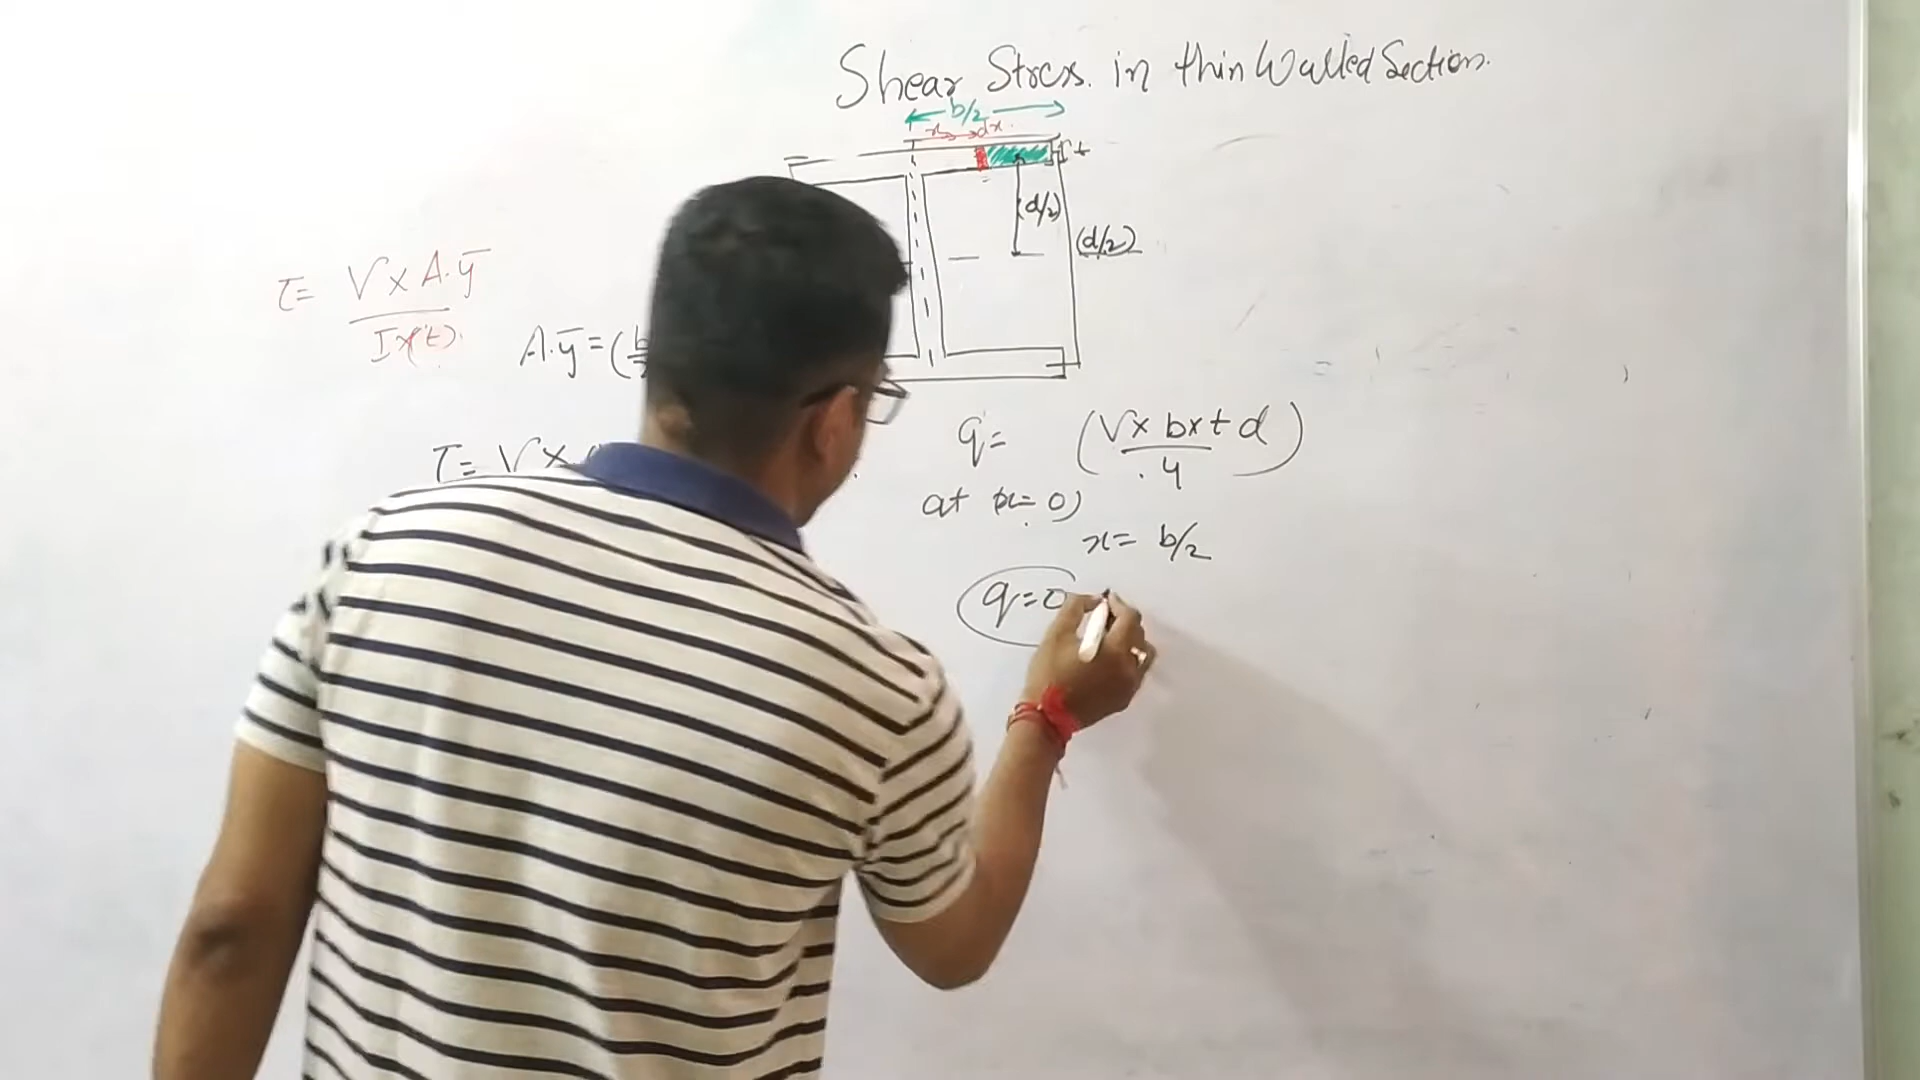 Shear Stress. in thin Walled Section.
b/2
x dx.
t
(d/2)
(d/2)
τ = V x A.ȳ
I x (t).
A.ȳ = (b
τ = V x
q = (V x b x t d)
4
at (x = 0)
x = b/2
q = 0